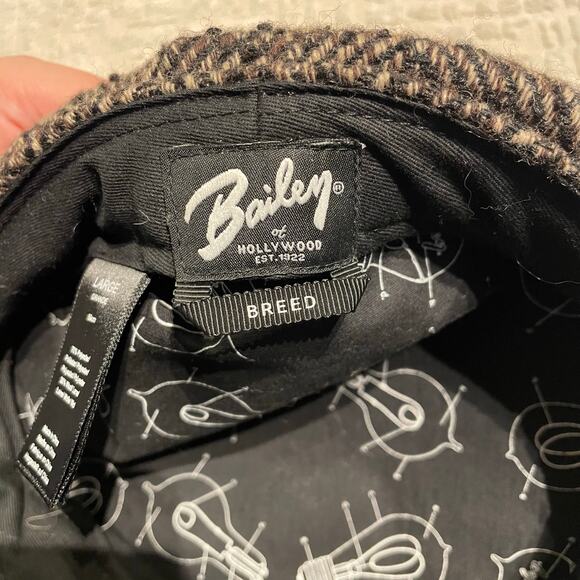 Bailey®
of
HOLLYWOOD
EST. 1922
BREED
LARGE